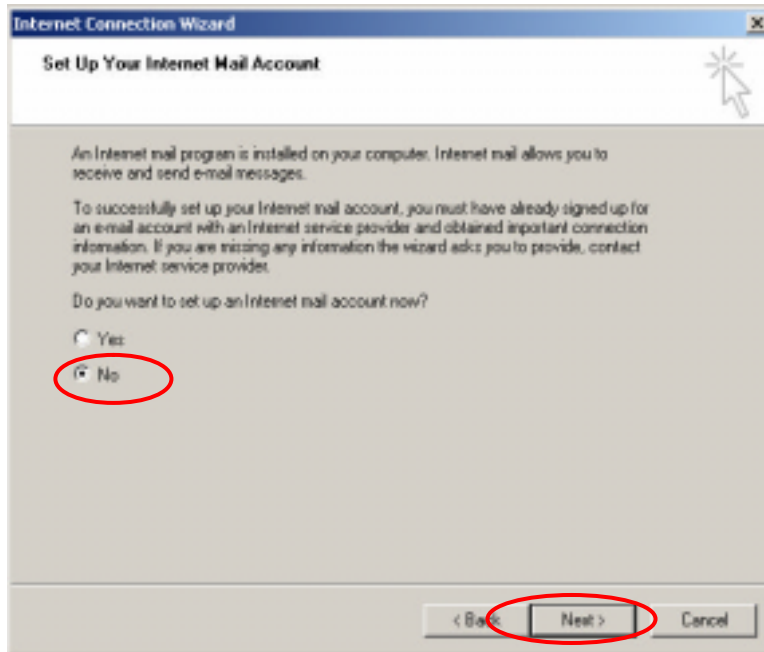 Internet Connection Wizard
Set Up Your Internet Mail Account
An Internet mail program is installed on your computer. Internet mail allows you to
receive and send e-mail messages.
To successfully set up your Internet mail account, you must have already signed up for
an e-mail account with an Internet service provider and obtained important connection
information. If you are missing any information the wizard asks you to provide, contact
your Internet service provider.
Do you want to set up an Internet mail account now?
Yes
No
< Back Next > Cancel